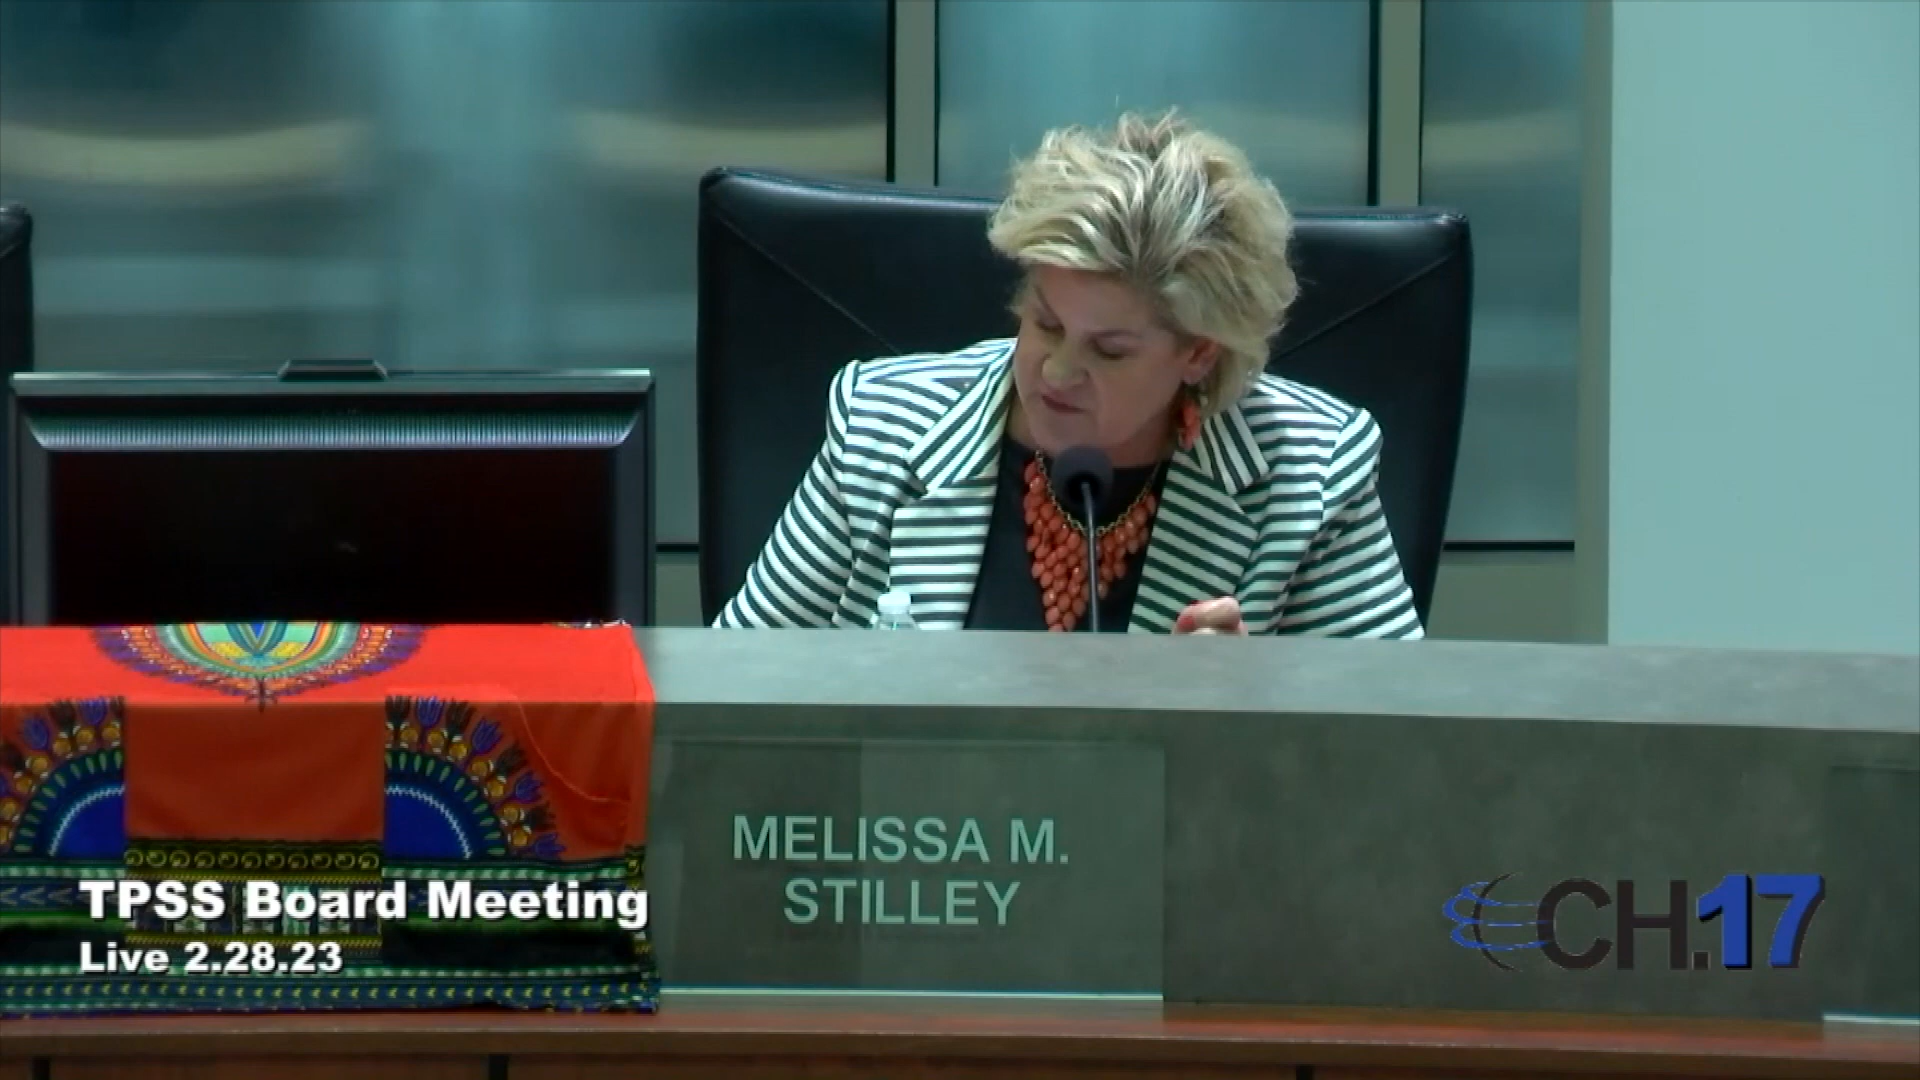 MELISSA M.
STILLEY
TPSS Board Meeting
Live 2.28.23
CH.17